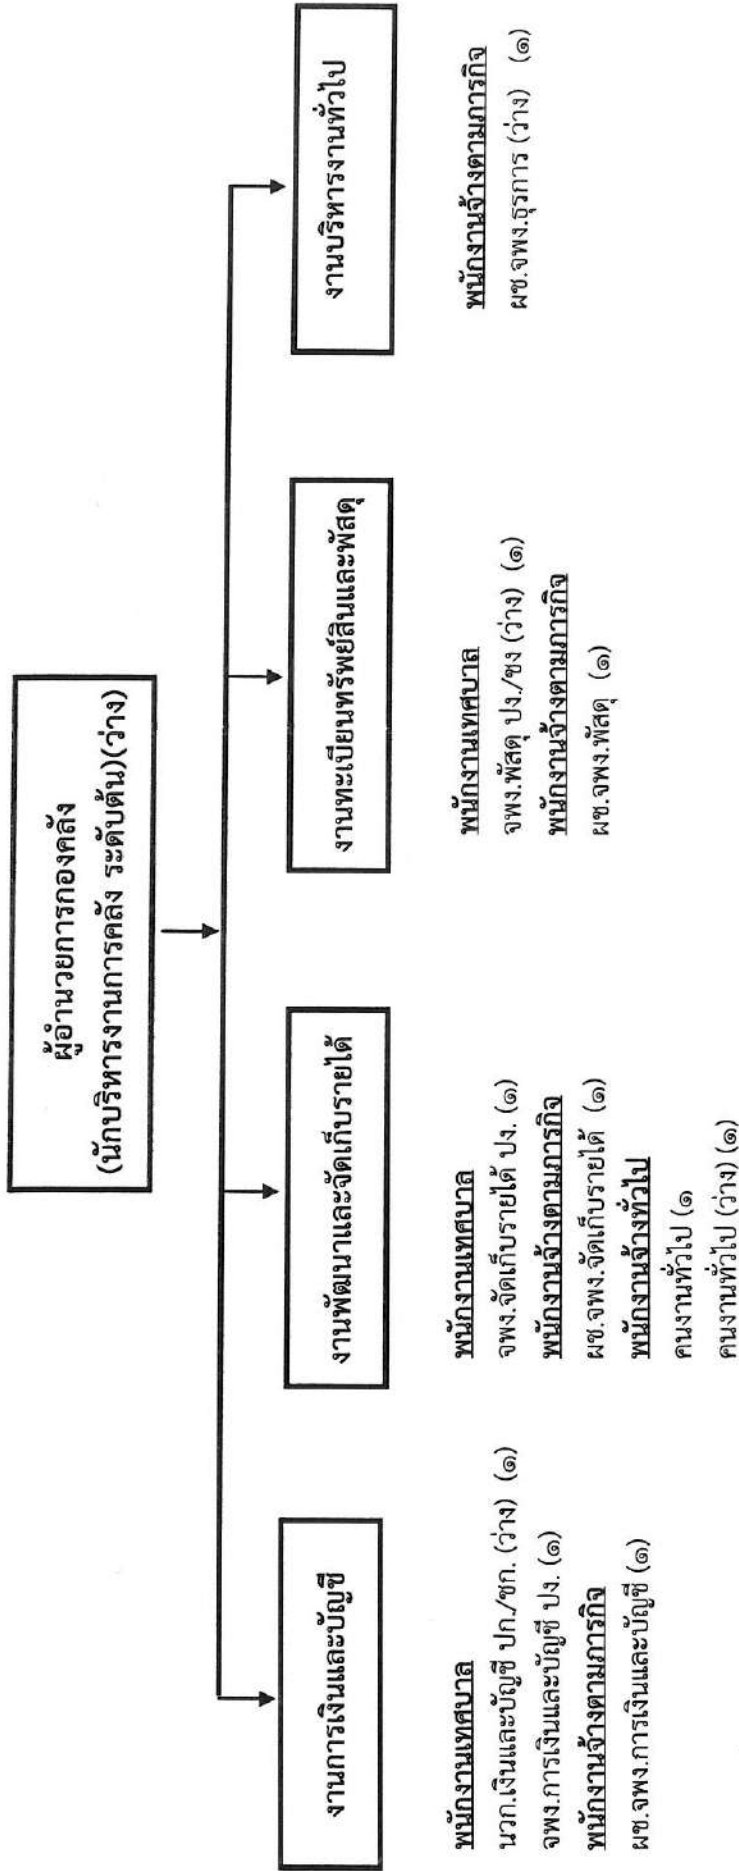 ผู้อำนวยการกองคลัง
(นักบริหารงานการคลัง ระดับต้น)(ว่าง)
งานการเงินและบัญชี
งานพัฒนาและจัดเก็บรายได้
งานทะเบียนทรัพย์สินและพัสดุ
งานบริหารงานทั่วไป
พนักงานเทศบาล
นวก.เงินและบัญชี ปก./ชก. (ว่าง) (๑)
จพง.การเงินและบัญชี ปง. (๑)
พนักงานจ้างตามภารกิจ
ผช.จพง.การเงินและบัญชี (๑)
พนักงานเทศบาล
จพง.จัดเก็บรายได้ ปง. (๑)
พนักงานจ้างตามภารกิจ
ผช.จพง.จัดเก็บรายได้ (๑)
พนักงานจ้างทั่วไป
คนงานทั่วไป (๑
คนงานทั่วไป (ว่าง) (๑)
พนักงานเทศบาล
จพง.พัสดุ ปง./ชง (ว่าง) (๑)
พนักงานจ้างตามภารกิจ
ผช.จพง.พัสดุ (๑)
พนักงานจ้างตามภารกิจ
ผช.จพง.ธุรการ (ว่าง) (๑)